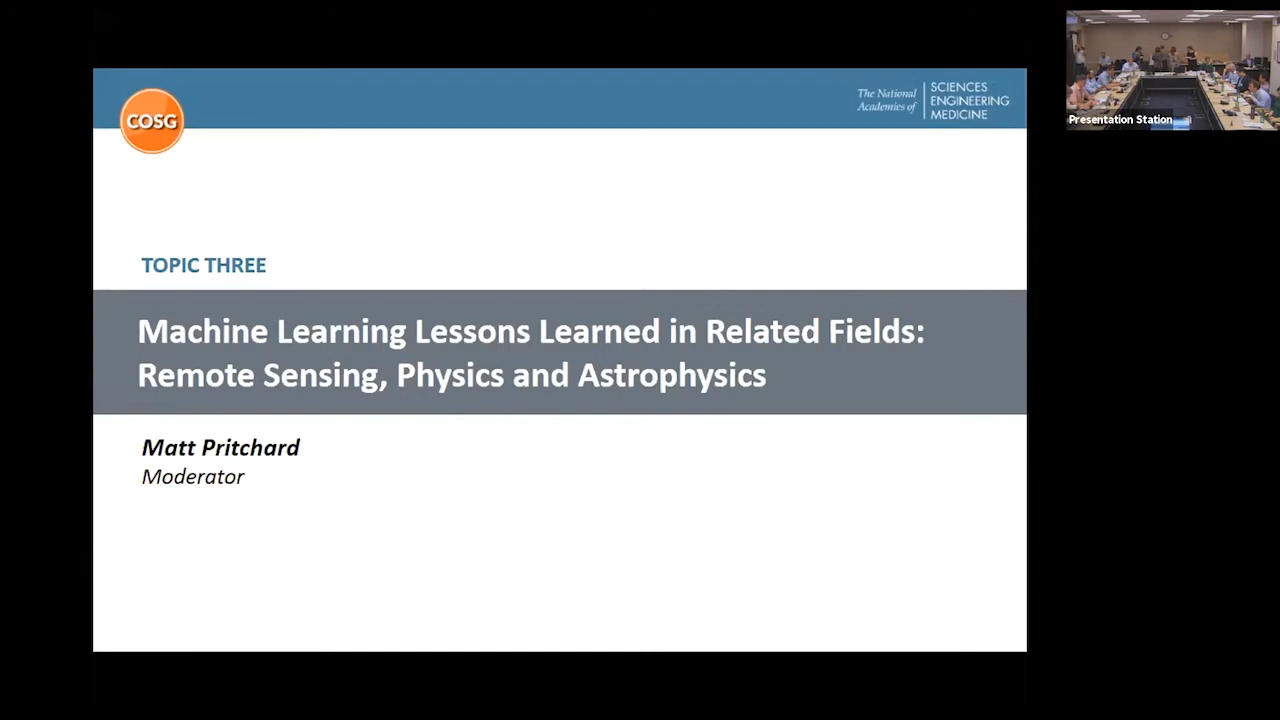 COSG
The National
Academies of
SCIENCES
ENGINEERING
MEDICINE
TOPIC THREE
Machine Learning Lessons Learned in Related Fields:
Remote Sensing, Physics and Astrophysics
Matt Pritchard
Moderator
Presentation Station